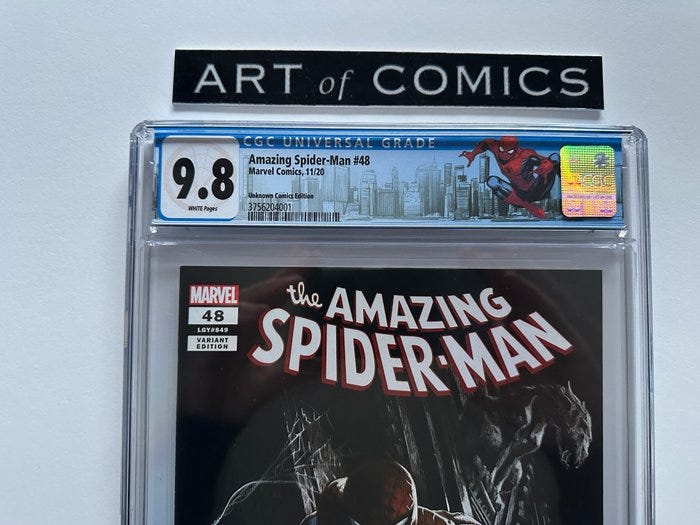 ART of COMICS
CGC UNIVERSAL GRADE
9.8
WHITE Pages
Amazing Spider-Man #48
Marvel Comics, 11/20
Unknown Comics Edition
3756204001
CGC
MARVEL
48
LGY#849
VARIANT
EDITION
the AMAZING
SPIDER-MAN